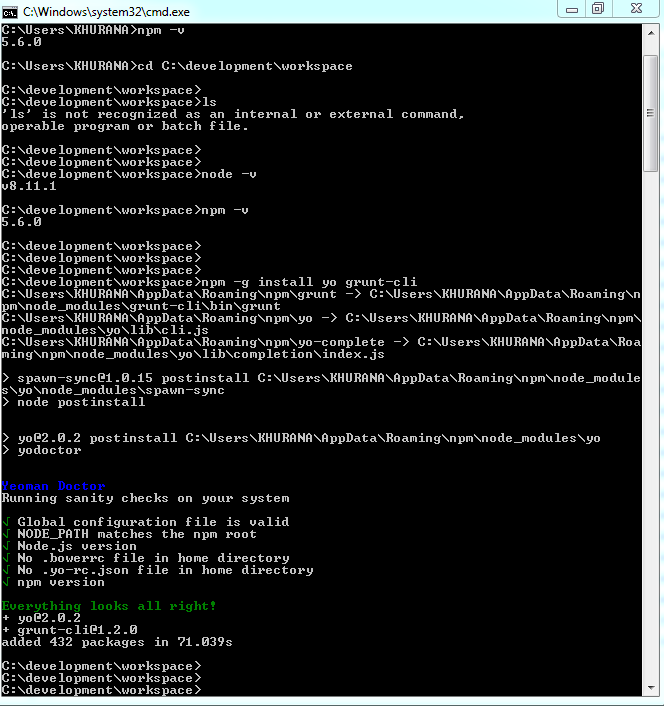 C:\Windows\system32\cmd.exe
C:\Users\KHURANA>npm -v
5.6.0
C:\Users\KHURANA>cd C:\development\workspace
C:\development\workspace>
C:\development\workspace>ls
'ls' is not recognized as an internal or external command,
operable program or batch file.
C:\development\workspace>
C:\development\workspace>
C:\development\workspace>node -v
v8.11.1
C:\development\workspace>npm -v
5.6.0
C:\development\workspace>
C:\development\workspace>
C:\development\workspace>
C:\development\workspace>npm -g install yo grunt-cli
C:\Users\KHURANA\AppData\Roaming\npm\grunt -> C:\Users\KHURANA\AppData\Roaming\n
pm\node_modules\grunt-cli\bin\grunt
C:\Users\KHURANA\AppData\Roaming\npm\yo -> C:\Users\KHURANA\AppData\Roaming\npm\
node_modules\yo\lib\cli.js
C:\Users\KHURANA\AppData\Roaming\npm\yo-complete -> C:\Users\KHURANA\AppData\Roa
ming\npm\node_modules\yo\lib\completion\index.js
> spawn-sync@1.0.15 postinstall C:\Users\KHURANA\AppData\Roaming\npm\node_module
s\yo\node_modules\spawn-sync
> node postinstall
> yo@2.0.2 postinstall C:\Users\KHURANA\AppData\Roaming\npm\node_modules\yo
> yodoctor
Yeoman Doctor
Running sanity checks on your system
√ Global configuration file is valid
√ NODE_PATH matches the npm root
√ Node.js version
√ No .bowerrc file in home directory
√ No .yo-rc.json file in home directory
√ npm version
Everything looks all right!
+ yo@2.0.2
+ grunt-cli@1.2.0
added 432 packages in 71.039s
C:\development\workspace>
C:\development\workspace>
C:\development\workspace>